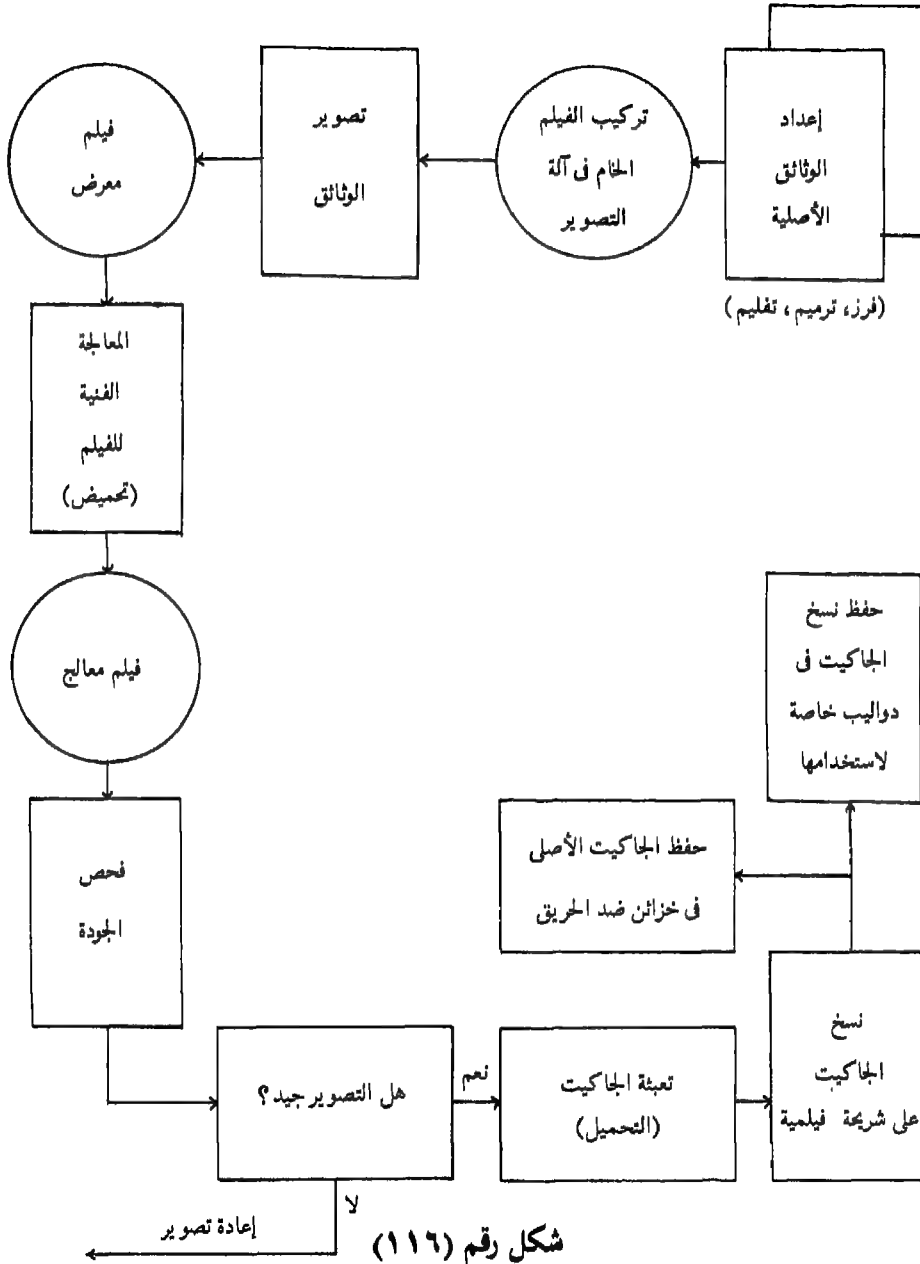 إعداد
الوثائق
الأصلية
(فرز، ترميم، تفليم)
تركيب الفيلم
الخام فى آلة
التصوير
تصوير
الوثائق
فيلم
معرض
المعالجة
الفنية
للفيلم
(تحميض)
فيلم معالج
فحص
الجودة
هل التصوير جيد؟
نعم
لا
إعادة تصوير
تعبئة الجاكيت
(التحميل)
نسخ
الجاكيت
على شريحة فيلمية
حفظ الجاكيت الأصلى
فى خزائن ضد الحريق
حفظ نسخ
الجاكيت فى
دواليب خاصة
لاستخدامها
شكل رقم (١١٦)